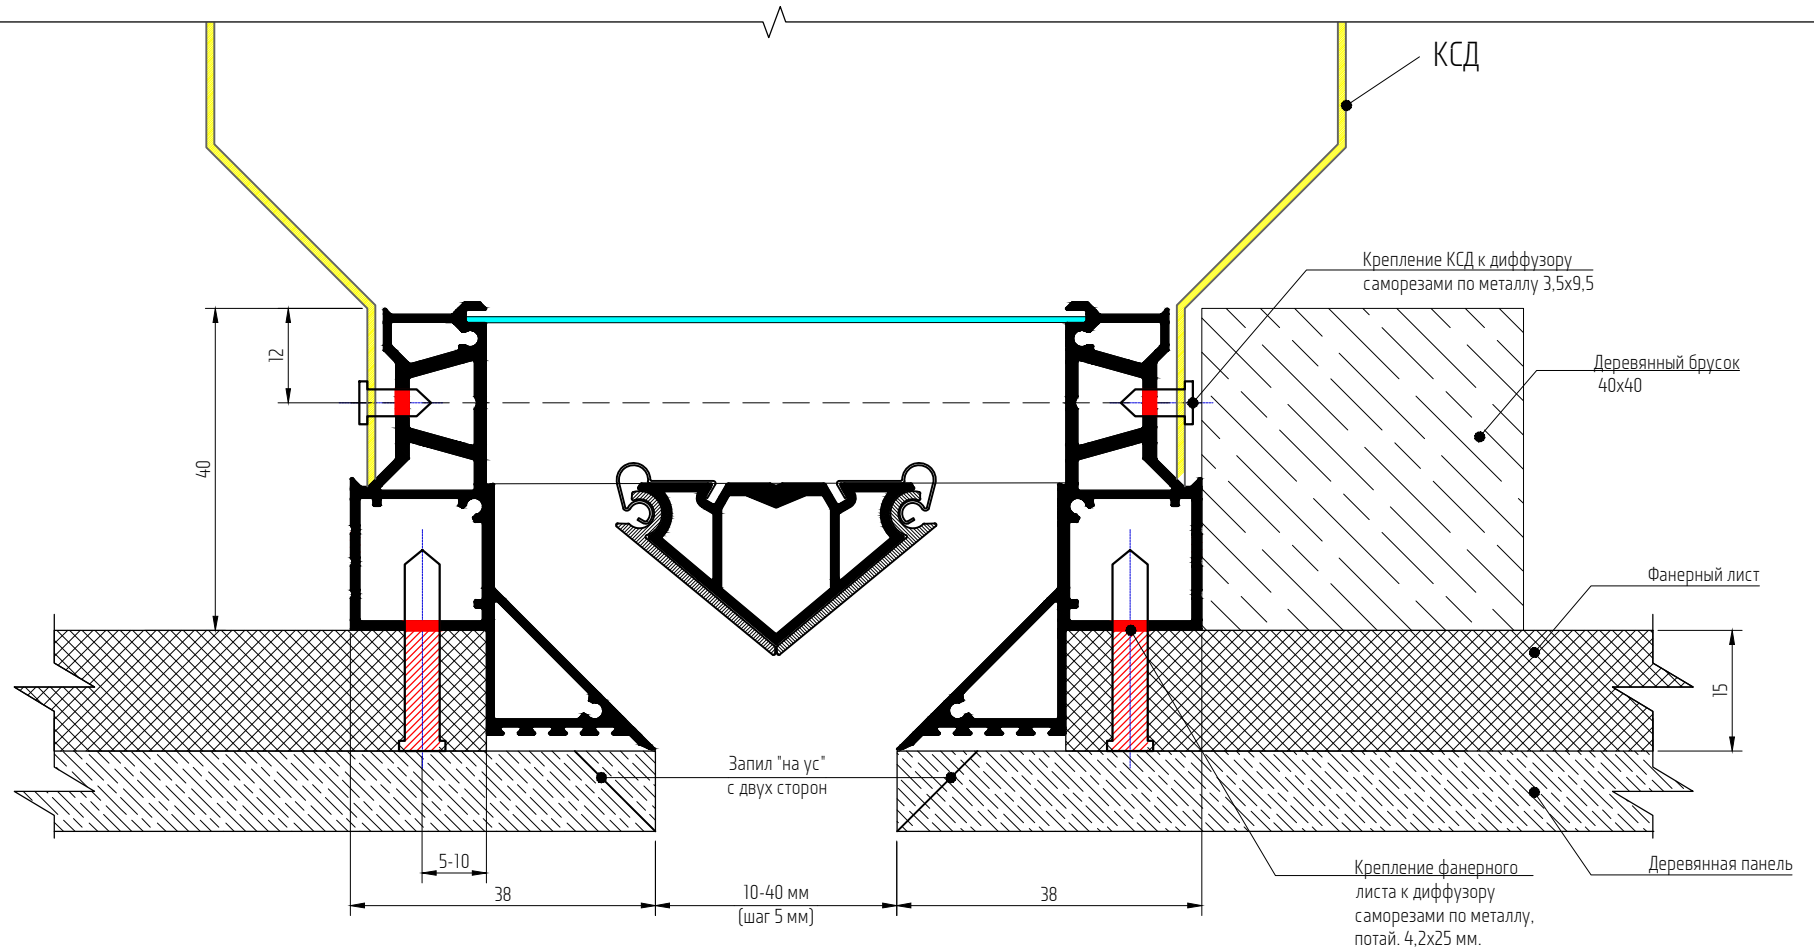 КСД
Крепление КСД к диффузору
саморезами по металлу 3,5х9,5
12
Деревянный брусок
40х40
40
Фанерный лист
15
Запил "на ус"
с двух сторон
5-10
38
10-40 мм
(шаг 5 мм)
38
Деревянная панель
Крепление фанерного
листа к диффузору
саморезами по металлу,
потай. 4,2х25 мм.